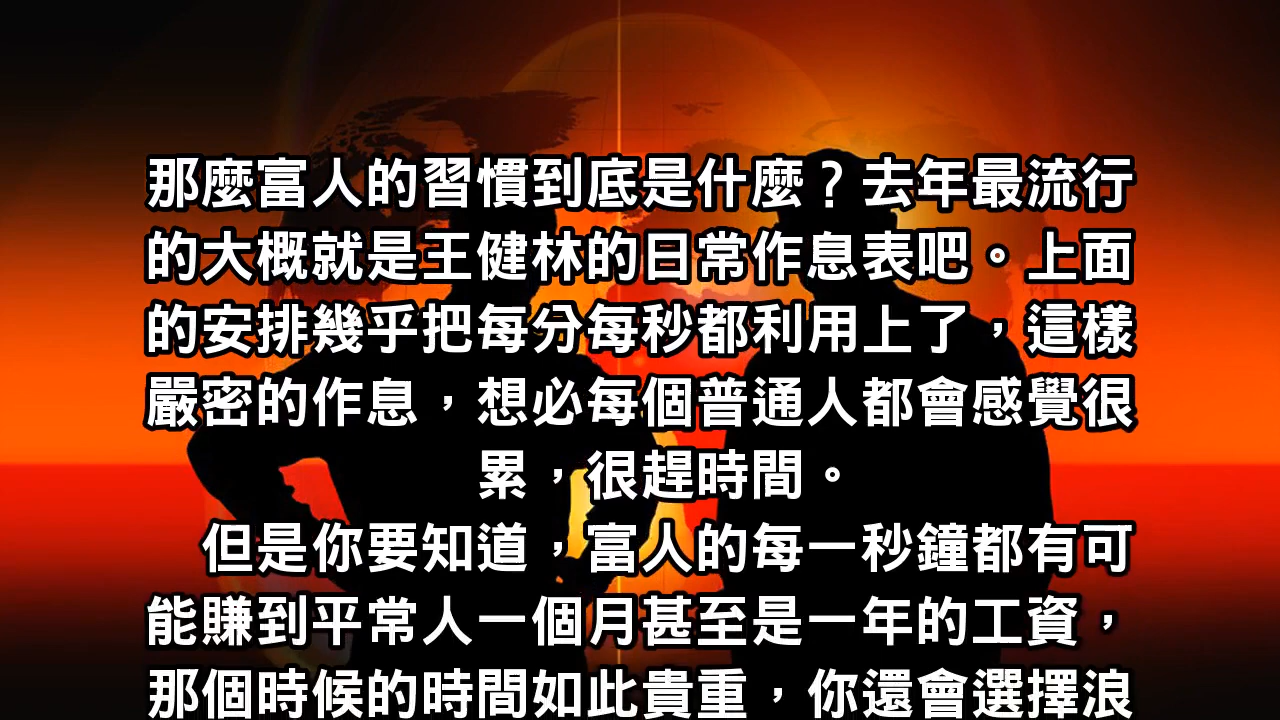 那麼富人的習慣到底是什麼？去年最流行
的大概就是王健林的日常作息表吧。上面
的安排幾乎把每分每秒都利用上了，這樣
嚴密的作息，想必每個普通人都會感覺很
累，很趕時間。
但是你要知道，富人的每一秒鐘都有可
能賺到平常人一個月甚至是一年的工資，
那個時候的時間如此貴重，你還會選擇浪